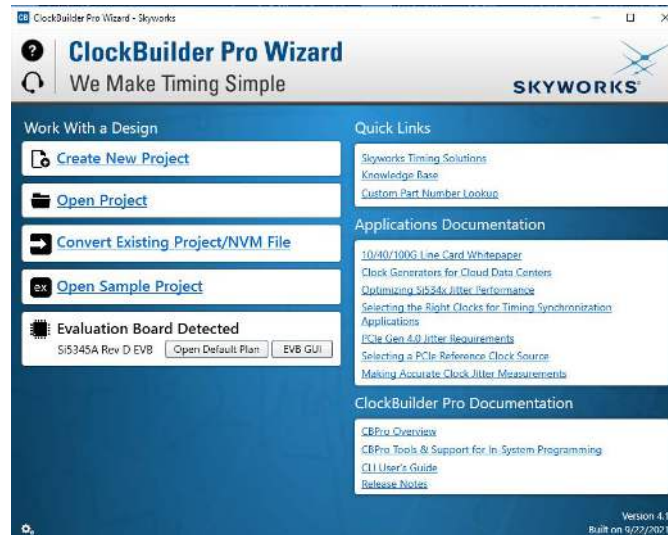 CB ClockBuilder Pro Wizard - Skyworks
ClockBuilder Pro Wizard
We Make Timing Simple
SKYWORKS
Work With a Design
Create New Project
Open Project
Convert Existing Project/NVM File
ex Open Sample Project
Evaluation Board Detected
Si5345A Rev D EVB Open Default Plan EVB GUI
Quick Links
Skyworks Timing Solutions
Knowledge Base
Custom Part Number Lookup
Applications Documentation
10/40/100G Line Card Whitepaper
Clock Generators for Cloud Data Centers
Optimizing Si534x Jitter Performance
Selecting the Right Clocks for Timing Synchronization
Applications
PCIe Gen 4.0 Jitter Requirements
Selecting a PCIe Reference Clock Source
Making Accurate Clock Jitter Measurements
ClockBuilder Pro Documentation
CBPro Overview
CBPro Tools & Support for In-System Programming
CLI User's Guide
Release Notes
Version 4.1
Built on 9/22/2021